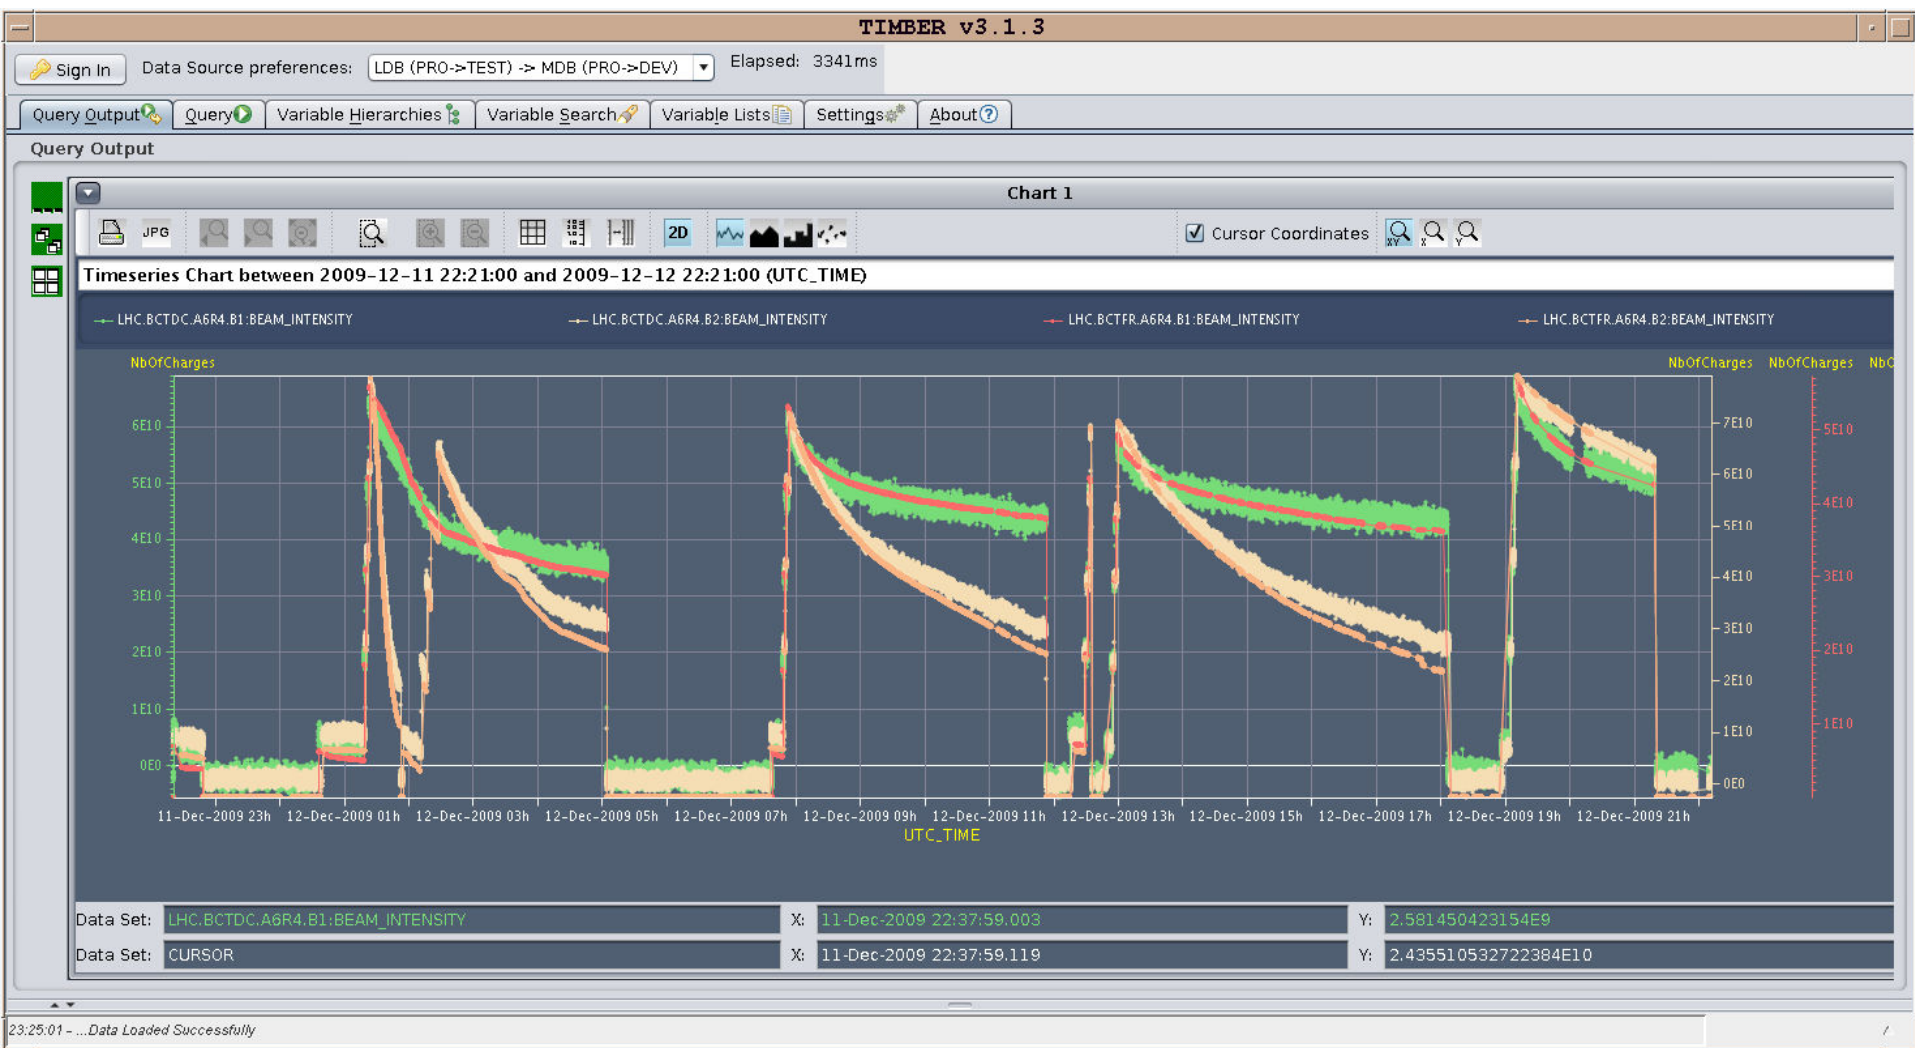 TIMBER v3.1.3
Sign In Data Source preferences: LDB (PRO->TEST) -> MDB (PRO->DEV) Elapsed: 3341ms
Query Output Query Variable Hierarchies Variable Search Variable Lists Settings About
Query Output
Chart 1
JPG 2D Cursor Coordinates XY X Y
Timeseries Chart between 2009-12-11 22:21:00 and 2009-12-12 22:21:00 (UTC_TIME)
LHC.BCTDC.A6R4.B1:BEAM_INTENSITY LHC.BCTDC.A6R4.B2:BEAM_INTENSITY LHC.BCTFR.A6R4.B1:BEAM_INTENSITY LHC.BCTFR.A6R4.B2:BEAM_INTENSITY
NbOfCharges NbOfCharges NbOfCharges NbO
6E10 7E10 5E10
5E10 6E10
4E10 5E10 4E10
3E10 4E10 3E10
2E10 3E10 2E10
1E10 2E10 1E10
0E0 1E10
0E0
11-Dec-2009 23h 12-Dec-2009 01h 12-Dec-2009 03h 12-Dec-2009 05h 12-Dec-2009 07h 12-Dec-2009 09h 12-Dec-2009 11h 12-Dec-2009 13h 12-Dec-2009 15h 12-Dec-2009 17h 12-Dec-2009 19h 12-Dec-2009 21h
UTC_TIME
Data Set: LHC.BCTDC.A6R4.B1:BEAM_INTENSITY X: 11-Dec-2009 22:37:59.003 Y: 2.581450423154E9
Data Set: CURSOR X: 11-Dec-2009 22:37:59.119 Y: 2.435510532722384E10
23:25:01 - ...Data Loaded Successfully